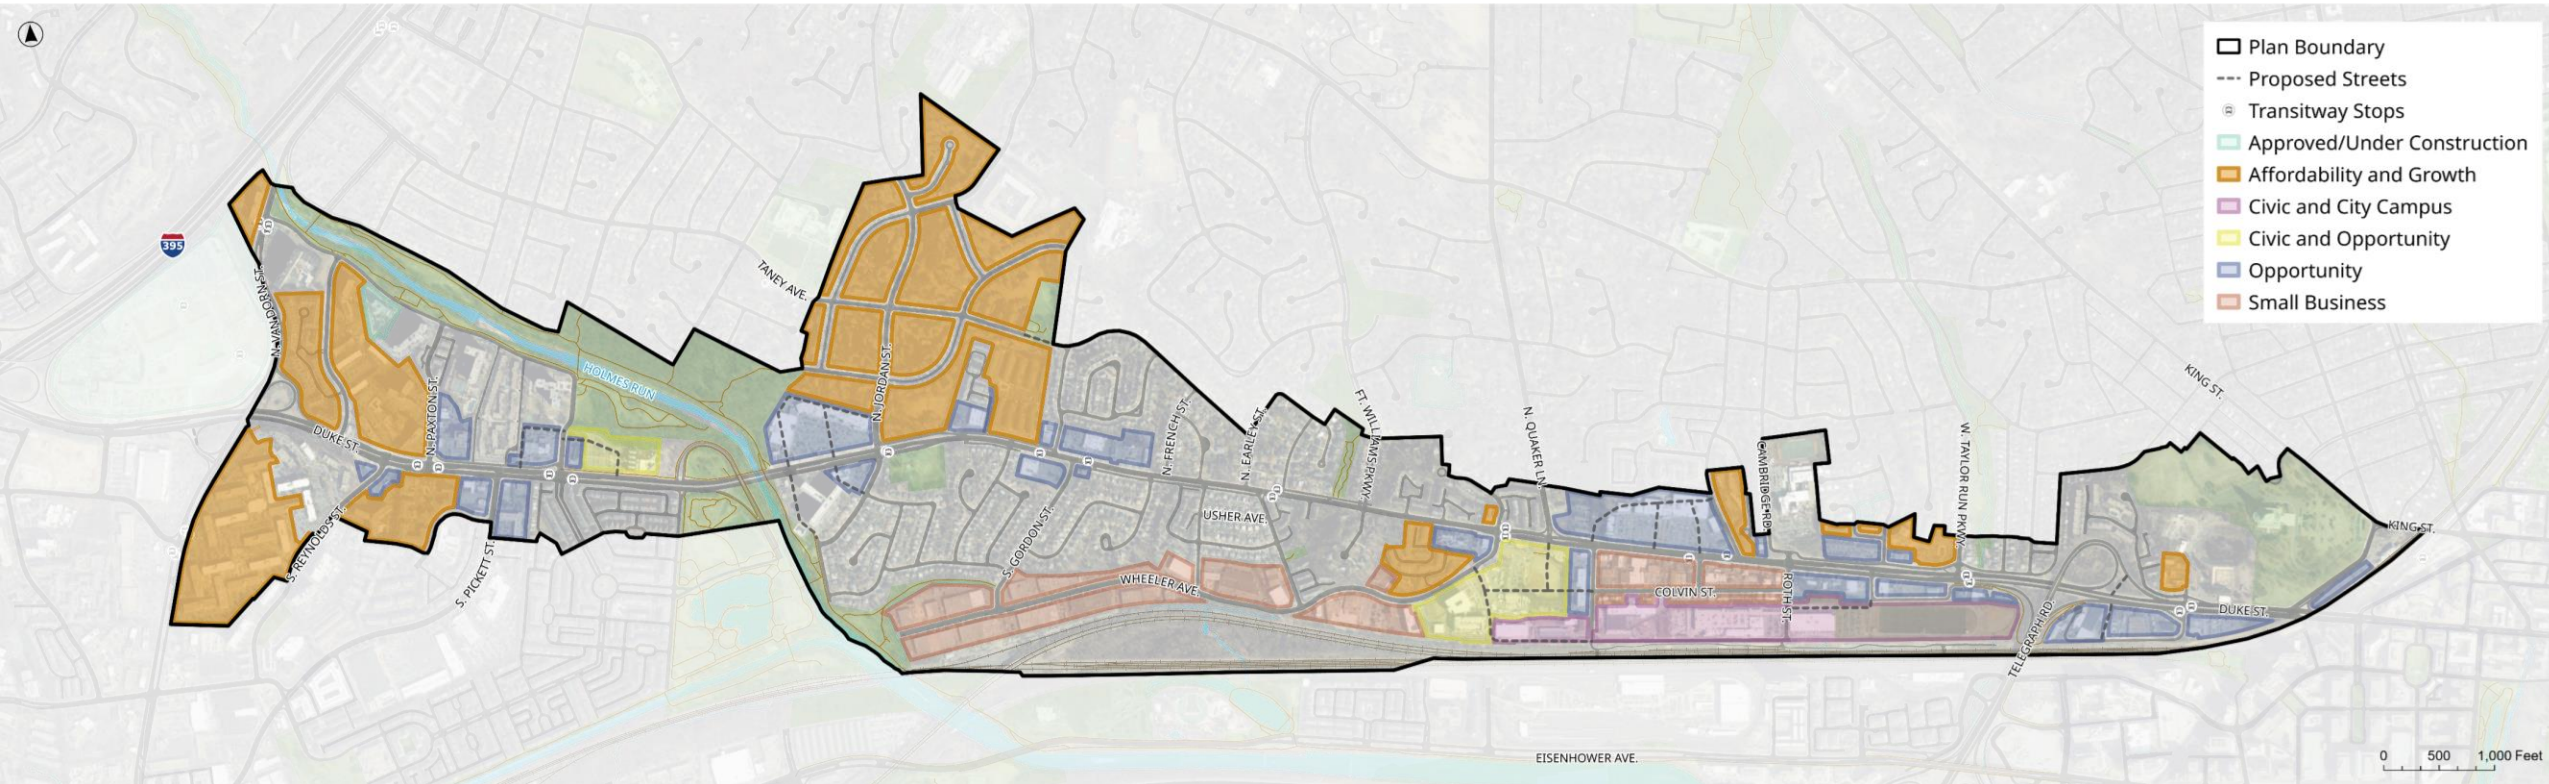 Plan Boundary
Proposed Streets
Transitway Stops
Approved/Under Construction
Affordability and Growth
Civic and City Campus
Civic and Opportunity
Opportunity
Small Business
395
N. VAN DORN ST.
TANEY AVE.
HOLMES RUN
N. JORDAN ST.
N. PAXTON ST.
DUKE ST.
S. REYNOLDS ST.
S. PICKETT ST.
S. GORDON ST.
N. FRENCH ST.
N. EARLEY ST.
FT. WILLIAMS PKWY.
USHER AVE.
WHEELER AVE.
N. QUAKER LN.
CAMBRIDGE RD.
COLVIN ST.
ROTH ST.
W. TAYLOR RUN PKWY.
TELEGRAPH RD.
DUKE ST.
KING ST.
KING ST.
EISENHOWER AVE.
0 500 1,000 Feet